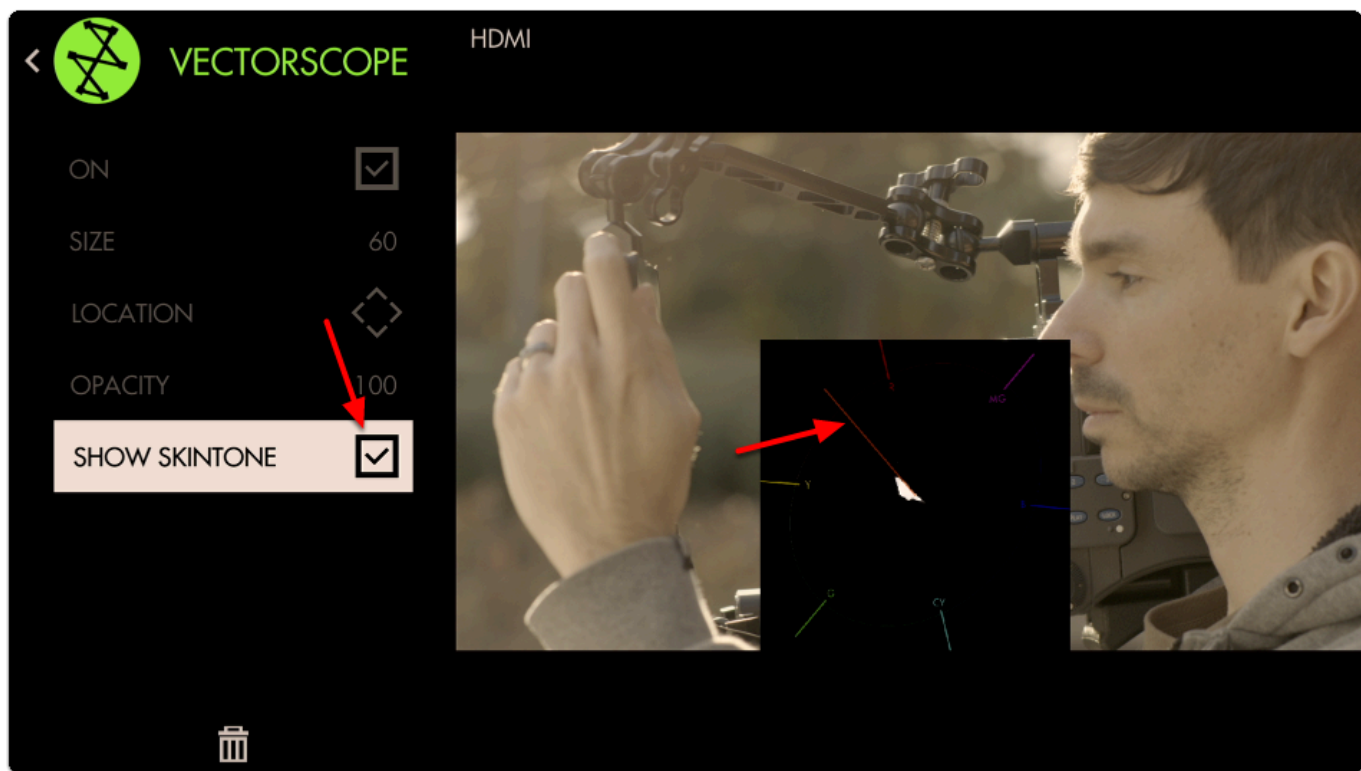 VECTORSCOPE
HDMI
ON
SIZE 60
LOCATION
OPACITY 100
SHOW SKINTONE
R
MG
Y
G
CY